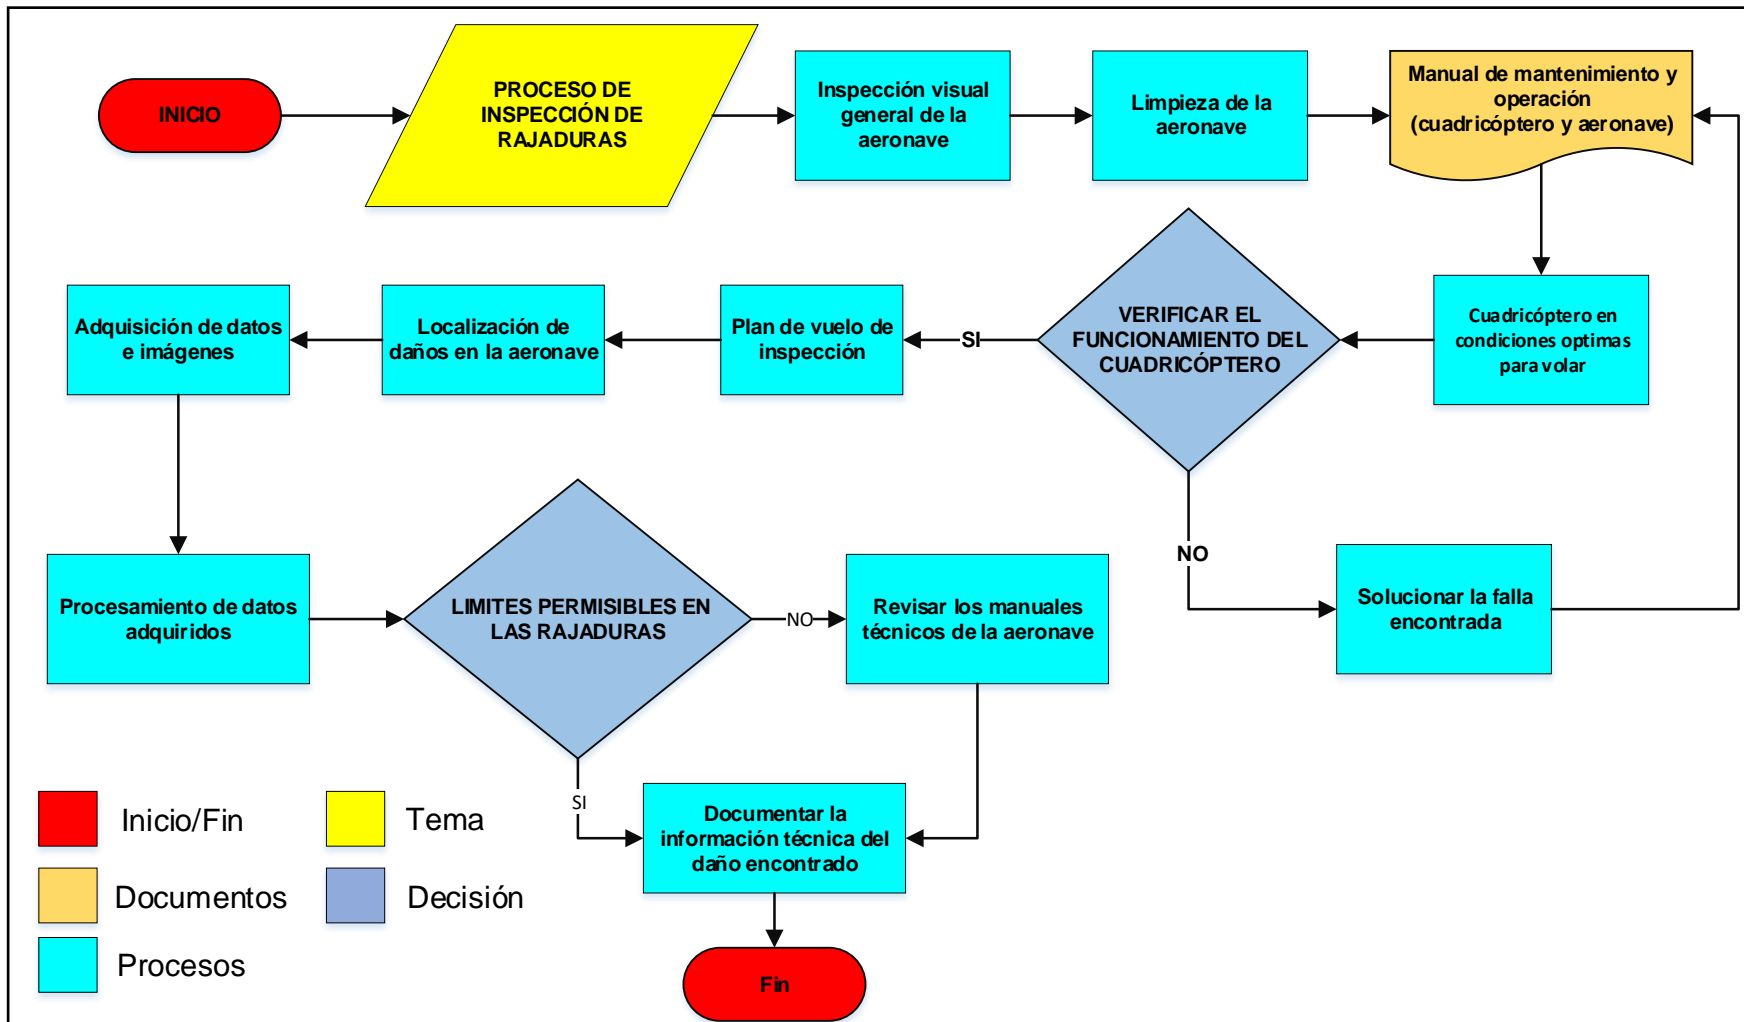 INICIO
PROCESO DE
INSPECCIÓN DE
RAJADURAS
Inspección visual
general de la
aeronave
Limpieza de la
aeronave
Manual de mantenimiento y
operación
(cuadricóptero y aeronave)
Cuadricóptero en
condiciones optimas
para volar
VERIFICAR EL
FUNCIONAMIENTO DEL
CUADRICÓPTERO
SI
Plan de vuelo de
inspección
Localización de
daños en la aeronave
Adquisición de datos
e imágenes
NO
Solucionar la falla
encontrada
Procesamiento de datos
adquiridos
LIMITES PERMISIBLES EN
LAS RAJADURAS
NO
Revisar los manuales
técnicos de la aeronave
SI
Documentar la
información técnica del
daño encontrado
Fin
Inicio/Fin
Tema
Documentos
Decisión
Procesos